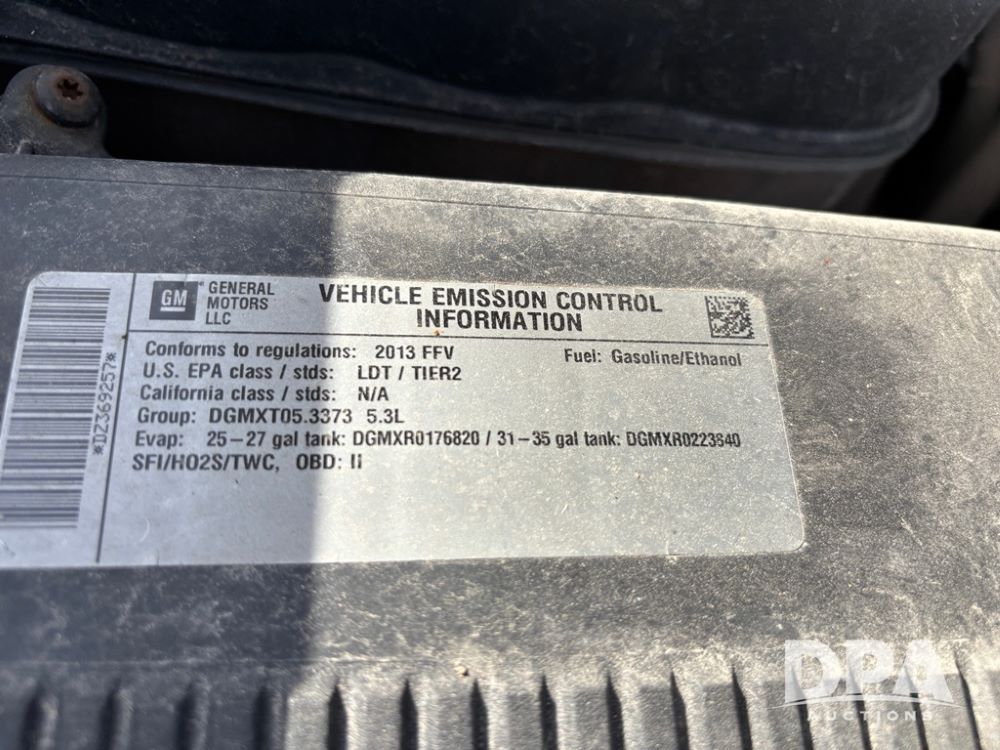 GM
GENERAL
MOTORS
LLC
VEHICLE EMISSION CONTROL
INFORMATION
Conforms to regulations: 2013 FFV
Fuel: Gasoline/Ethanol
U.S. EPA class / stds: LDT / TIER2
California class / stds: N/A
Group: DGMXT05.3373 5.3L
Evap: 25-27 gal tank: DGMXR0176820 / 31-35 gal tank: DGMXR0223840
SFI/HO2S/TWC, OBD: II
*DZ369257*
DPA
AUCTIONS